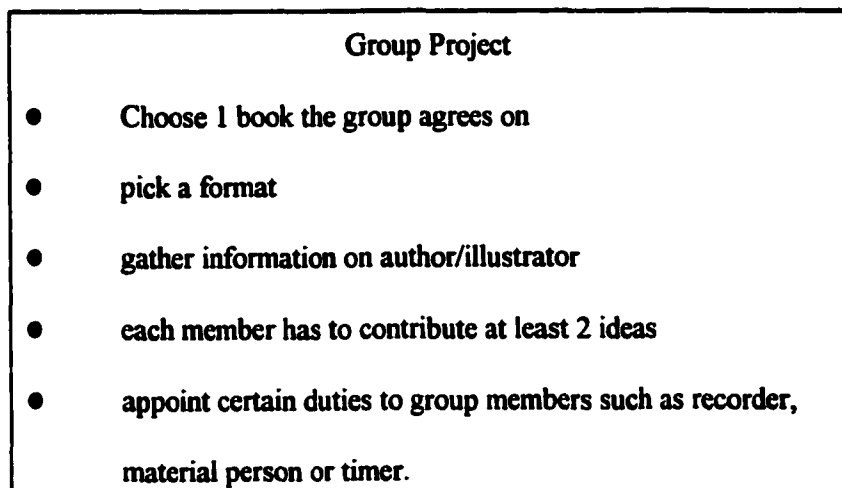 Group Project
● Choose 1 book the group agrees on
● pick a format
● gather information on author/illustrator
● each member has to contribute at least 2 ideas
● appoint certain duties to group members such as recorder,
material person or timer.